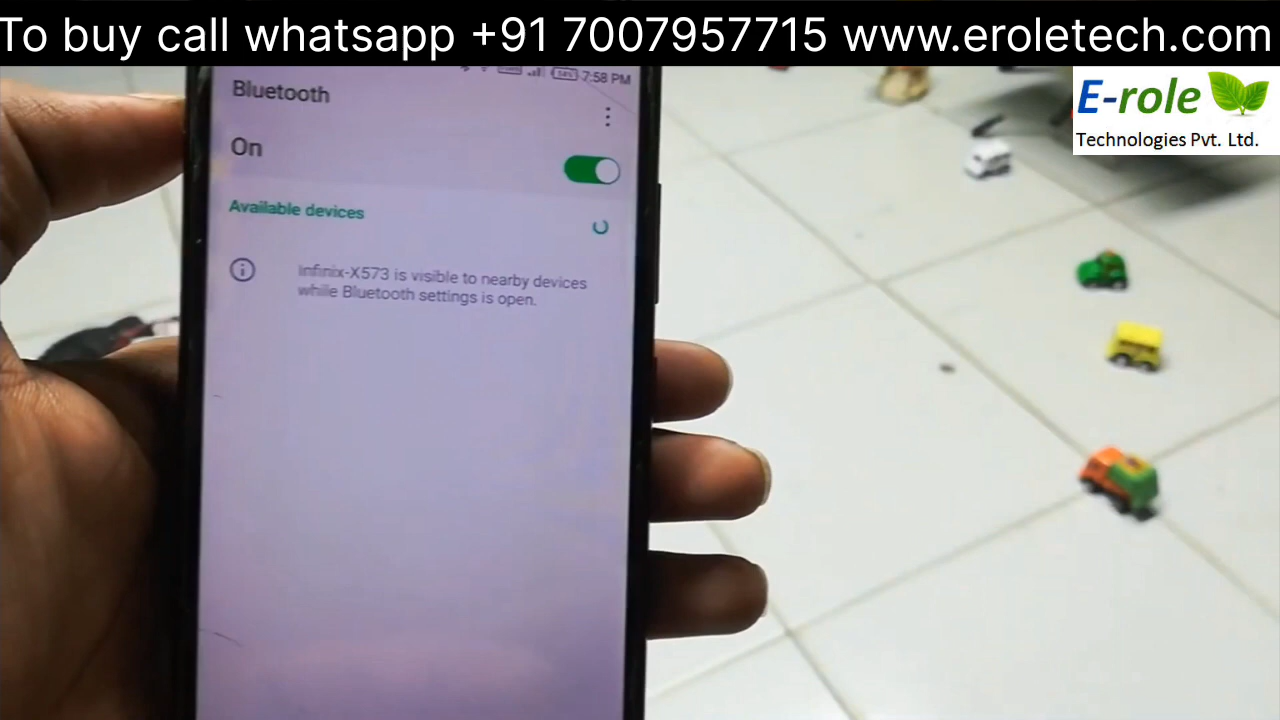 To buy call whatsapp +91 7007957715 www.eroletech.com
E-role
Technologies Pvt. Ltd.
7:58 PM
Bluetooth
On
Available devices
Infinix-X573 is visible to nearby devices
while Bluetooth settings is open.